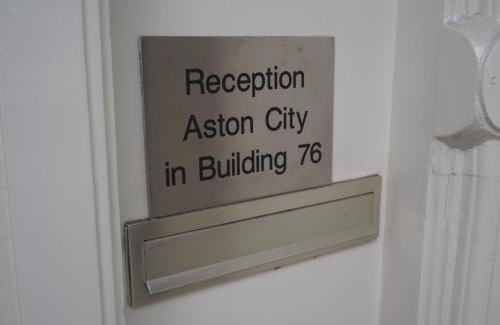 Reception
Aston City
in Building 76